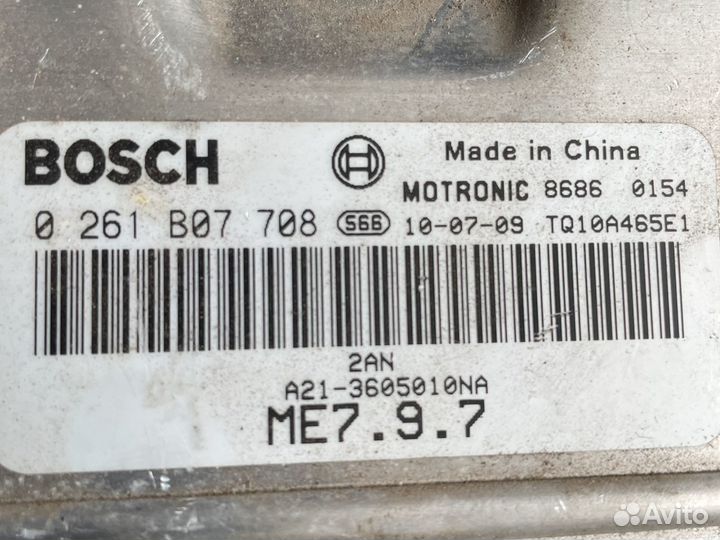 BOSCH
Made in China
MOTRONIC 8686 0154
0 261 B07 708 S66 10-07-09 TQ10A465E1
2AN
A21-3605010NA
ME7.9.7
Avito